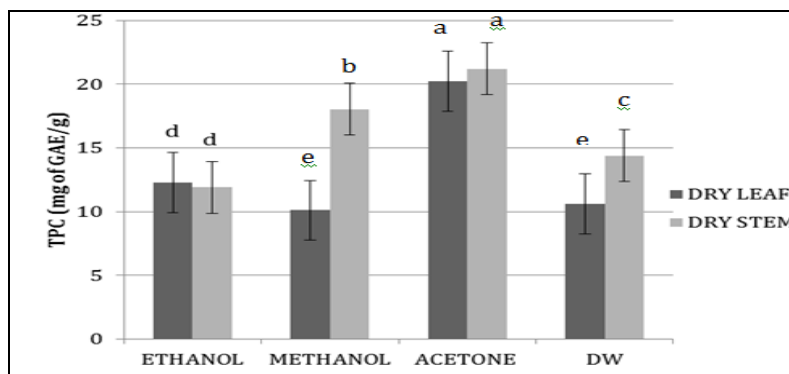 25
20
15
10
5
0
TPC (mg of GAE/g)
d d e b a a e c
ETHANOL METHANOL ACETONE DW
DRY LEAF
DRY STEM